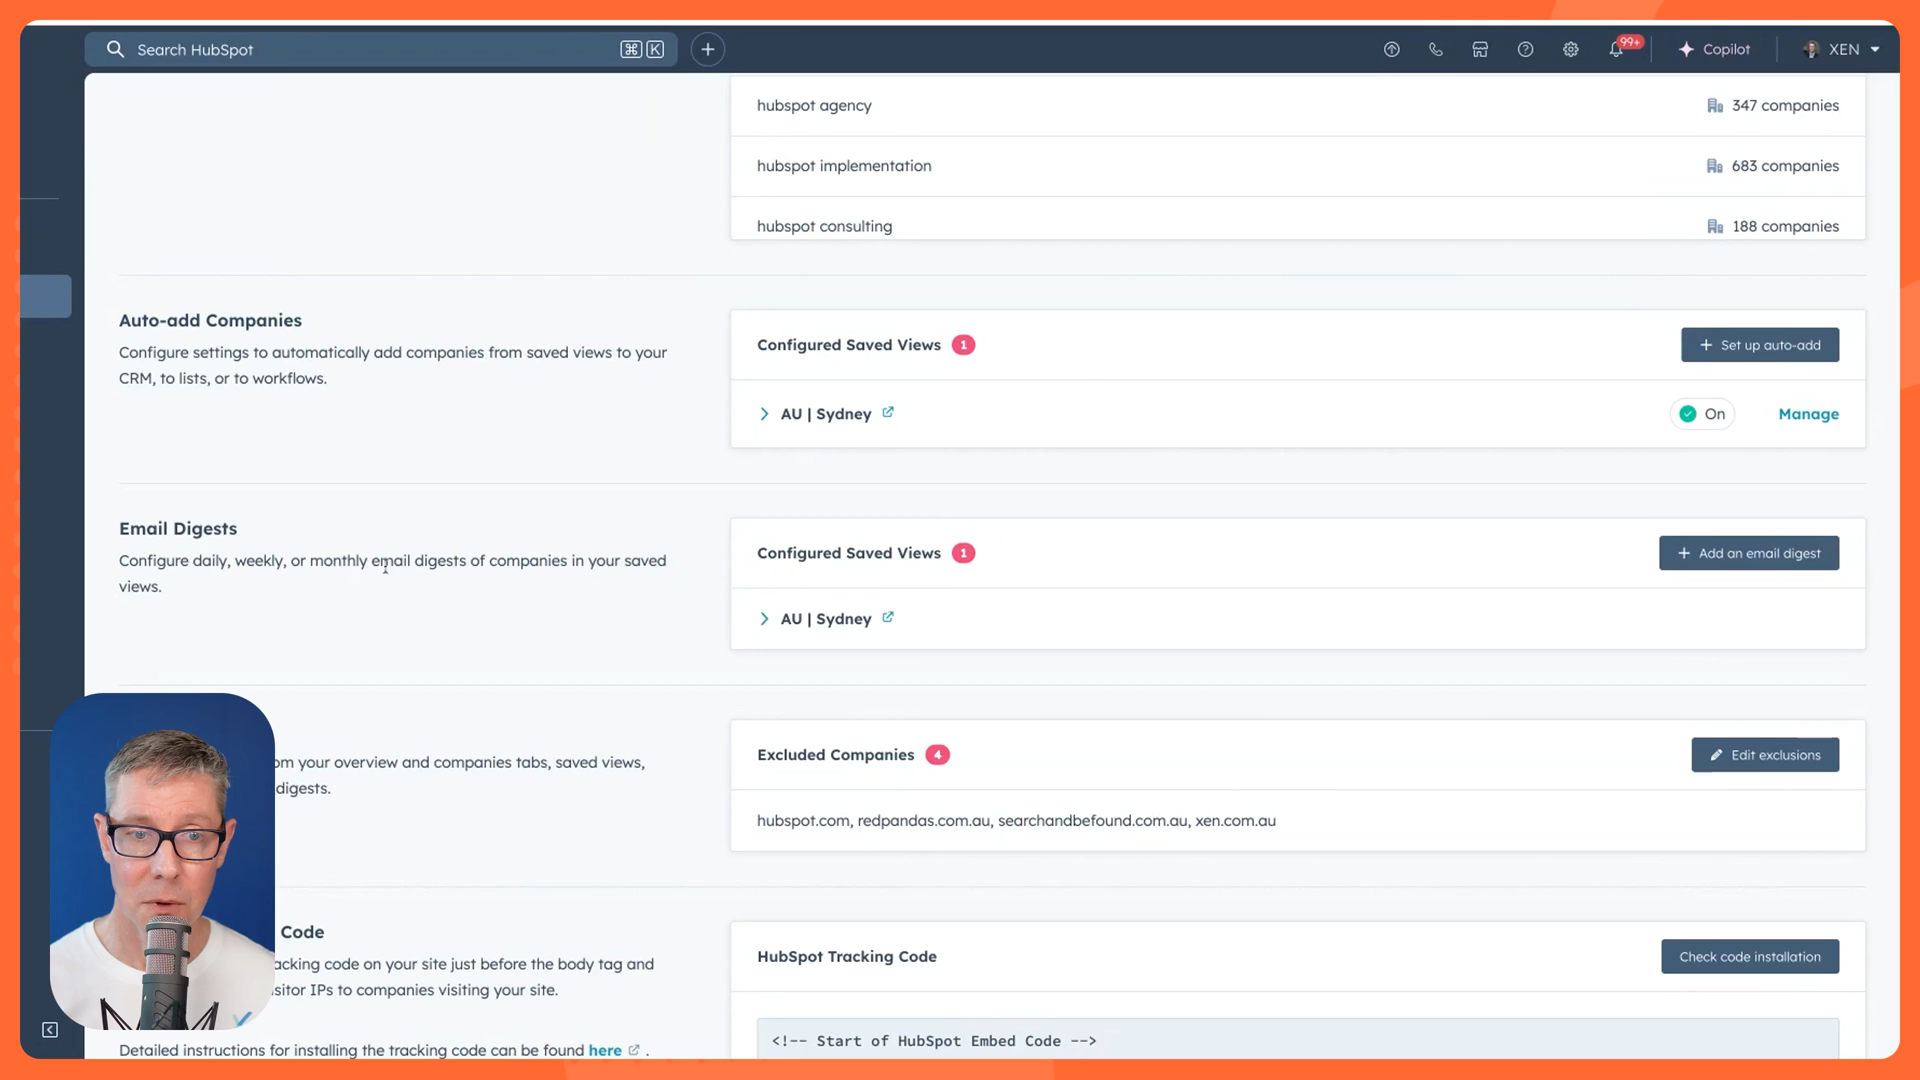 Search HubSpot
⌘ K
+
99+
Copilot
XEN
hubspot agency
347 companies
hubspot implementation
683 companies
hubspot consulting
188 companies
Auto-add Companies
Configure settings to automatically add companies from saved views to your
CRM, to lists, or to workflows.
Configured Saved Views 1
+ Set up auto-add
AU | Sydney
On
Manage
Email Digests
Configure daily, weekly, or monthly email digests of companies in your saved
views.
Configured Saved Views 1
+ Add an email digest
AU | Sydney
om your overview and companies tabs, saved views,
digests.
Excluded Companies 4
Edit exclusions
hubspot.com, redpandas.com.au, searchandbefound.com.au, xen.com.au
Code
acking code on your site just before the body tag and
isitor IPs to companies visiting your site.
Detailed instructions for installing the tracking code can be found here .
HubSpot Tracking Code
Check code installation
<!-- Start of HubSpot Embed Code -->